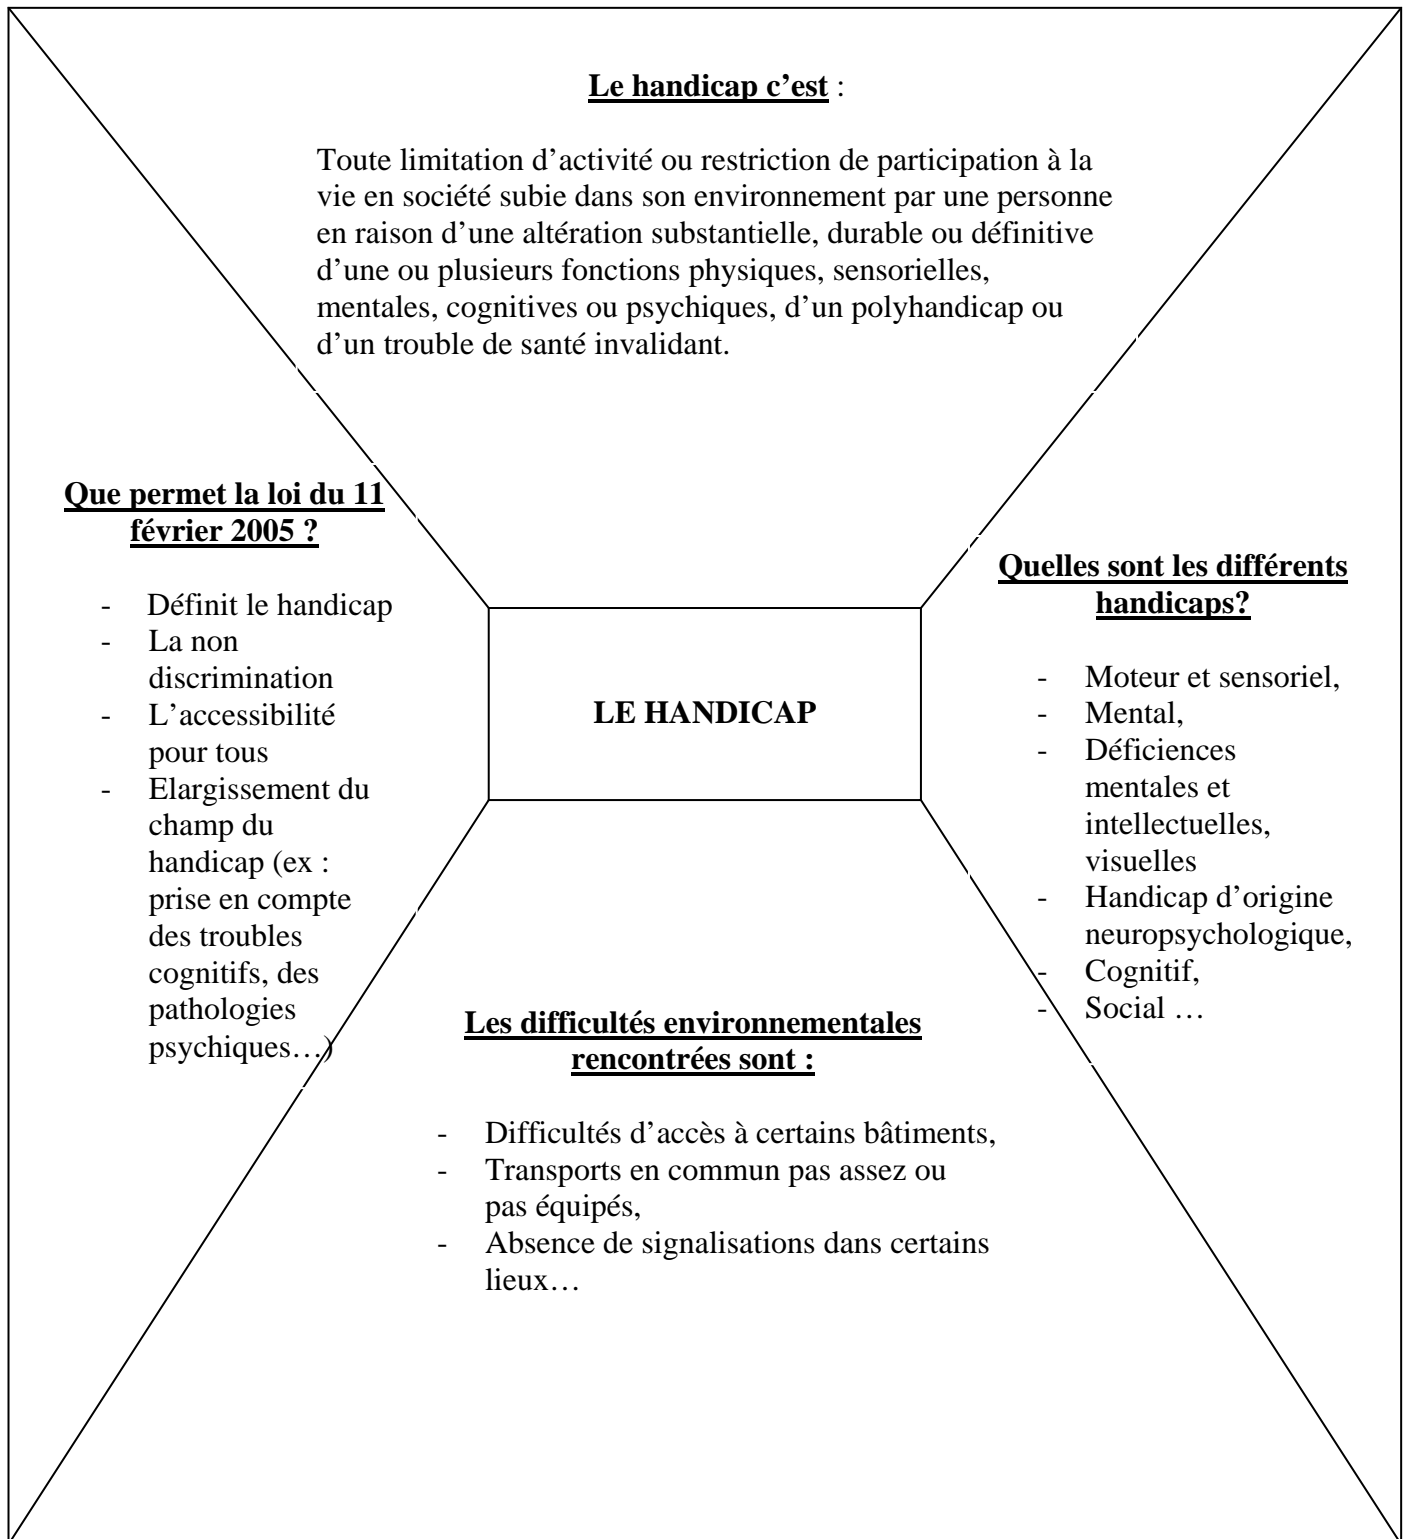 Le handicap c’est :
Toute limitation d’activité ou restriction de participation à la
vie en société subie dans son environnement par une personne
en raison d’une altération substantielle, durable ou définitive
d’une ou plusieurs fonctions physiques, sensorielles,
mentales, cognitives ou psychiques, d’un polyhandicap ou
d’un trouble de santé invalidant.
Que permet la loi du 11
février 2005 ?
- Définit le handicap
- La non
discrimination
- L’accessibilité
pour tous
- Elargissement du
champ du
handicap (ex :
prise en compte
des troubles
cognitifs, des
pathologies
psychiques…)
LE HANDICAP
Quelles sont les différents
handicaps?
- Moteur et sensoriel,
- Mental,
- Déficiences
mentales et
intellectuelles,
visuelles
- Handicap d’origine
neuropsychologique,
- Cognitif,
- Social …
Les difficultés environnementales
rencontrées sont :
- Difficultés d’accès à certains bâtiments,
- Transports en commun pas assez ou
pas équipés,
- Absence de signalisations dans certains
lieux…